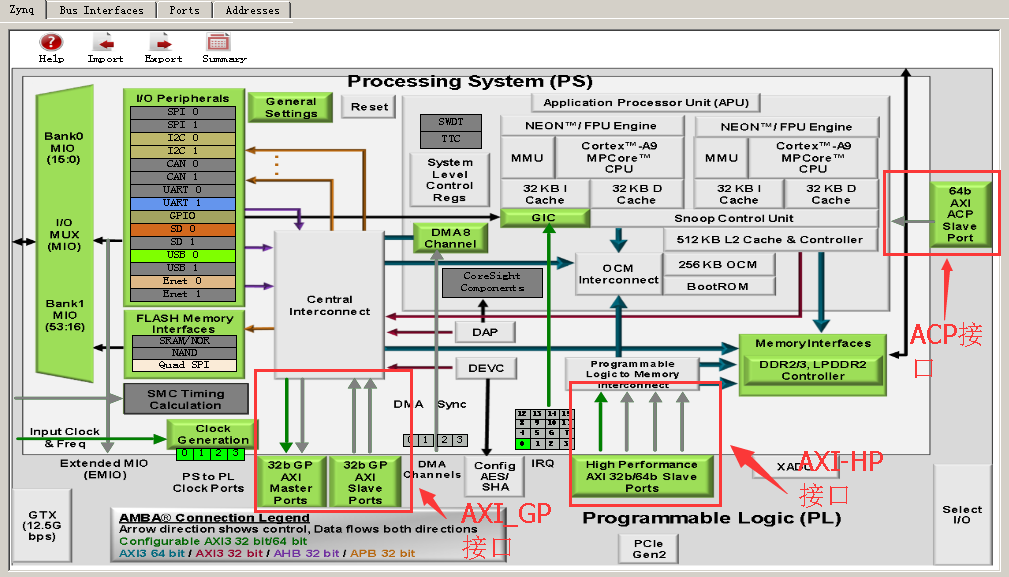 Zynq
Bus Interfaces
Ports
Addresses
Help
Import
Export
Summary
Processing System (PS)
Bank0
MIO
(15:0)
I/O
MUX
(MIO)
Bank1
MIO
(53:16)
I/O Peripherals
SPI 0
SPI 1
I2C 0
I2C 1
CAN 0
CAN 1
UART 0
UART 1
GPIO
SD 0
SD 1
USB 0
USB 1
Enet 0
Enet 1
FLASH Memory
Interfaces
SRAM/NOR
NAND
Quad SPI
SMC Timing
Calculation
General
Settings
Reset
Application Processor Unit (APU)
SWDT
TTC
System
Level
Control
Regs
NEON™/ FPU Engine
MMU
Cortex™-A9
MPCore™
CPU
32 KB I
Cache
32 KB D
Cache
NEON™/ FPU Engine
MMU
Cortex™-A9
MPCore™
CPU
32 KB I
Cache
32 KB D
Cache
GIC
Snoop Control Unit
DMA8
Channel
512 KB L2 Cache & Controller
OCM
Interconnect
256 KB OCM
BootROM
CoreSight
Components
Central
Interconnect
DAP
DEVC
Programmable
Logic to Memory
Interconnect
Memory Interfaces
DDR2/3, LPDDR2
Controller
64b
AXI
ACP
Slave
Port
ACP接
口
Input Clock
& Freq
Clock
Generation
0 1 2 3
Extended MIO
(EMIO)
PS to PL
Clock Ports
32b GP
AXI
Master
Ports
32b GP
AXI
Slave
Ports
DMA Sync
0 1 2 3
DMA
Channels
Config
AES/
SHA
12 13 14 15
8 9 10 11
4 5 6 7
0 1 2 3
IRQ
High Performance
AXI 32b/64b Slave
Ports
XADC
AXI-HP
接口
AXI_GP
接口
Programmable Logic (PL)
GTX
(12.5G
bps)
AMBA® Connection Legend
Arrow direction shows control, Data flows both directions
Configurable AXI3 32 bit/64 bit
AXI3 64 bit / AXI3 32 bit / AHB 32 bit / APB 32 bit
PCIe
Gen2
Select
I/O